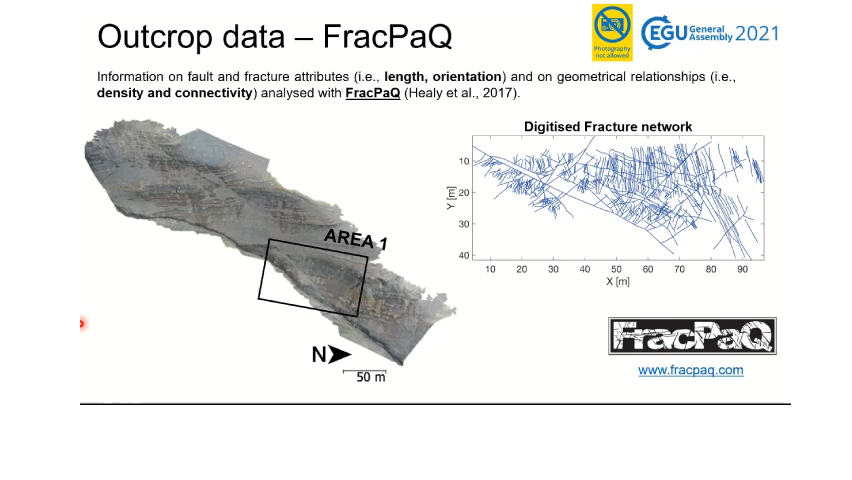 Outcrop data – FracPaQ
Photography
not allowed
EGU General
Assembly 2021
Information on fault and fracture attributes (i.e., length, orientation) and on geometrical relationships (i.e.,
density and connectivity) analysed with FracPaQ (Healy et al., 2017).
AREA 1
N
50 m
Digitised Fracture network
Y [m]
10
20
30
40
10 20 30 40 50 60 70 80 90
X [m]
FracPaQ
www.fracpaq.com